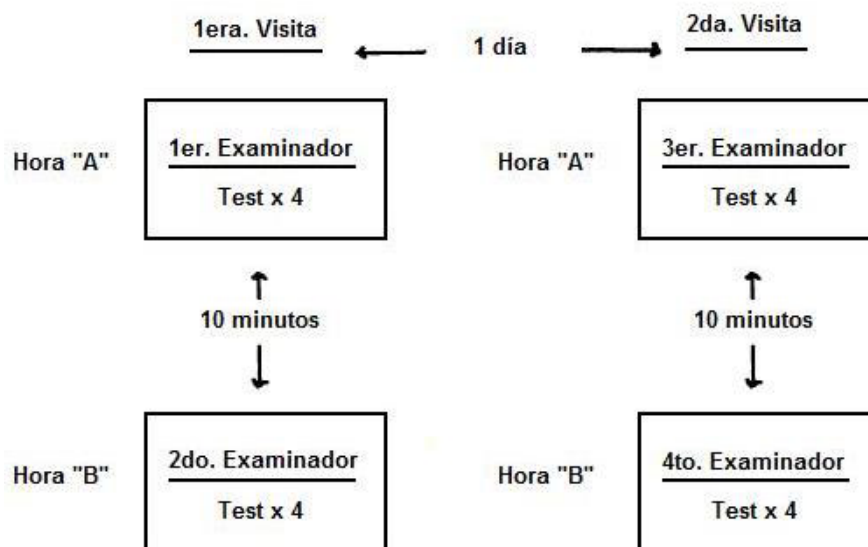 1era. Visita
1 día
2da. Visita
Hora "A"
1er. Examinador
Test x 4
Hora "A"
3er. Examinador
Test x 4
10 minutos
10 minutos
Hora "B"
2do. Examinador
Test x 4
Hora "B"
4to. Examinador
Test x 4